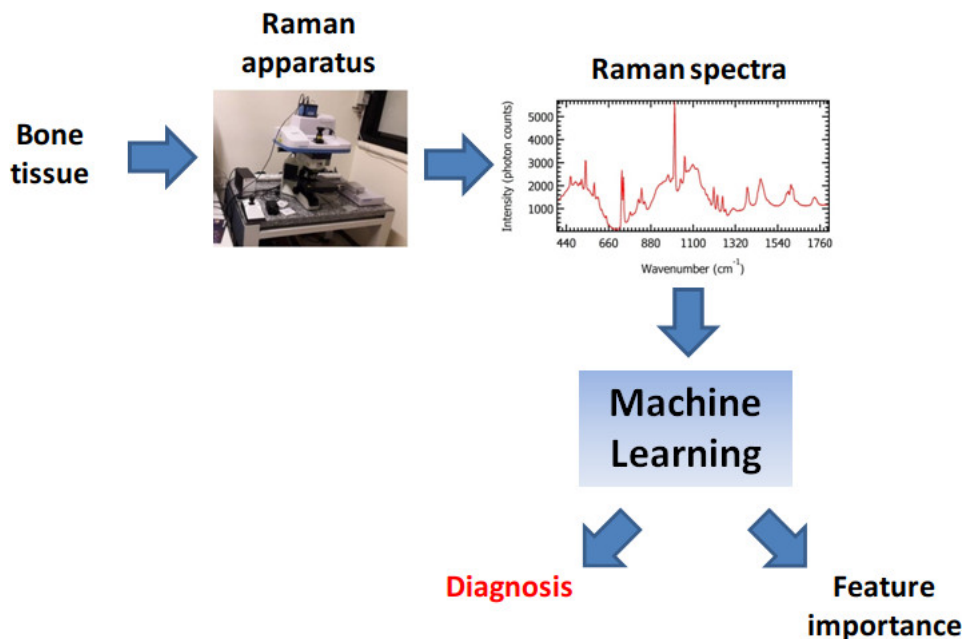 Bone
tissue
Raman
apparatus
Raman spectra
Intensity (photon counts)
5000
4000
3000
2000
1000
440 660 880 1100 1320 1540 1760
Wavenumber (cm-1)
Machine
Learning
Diagnosis
Feature
importance